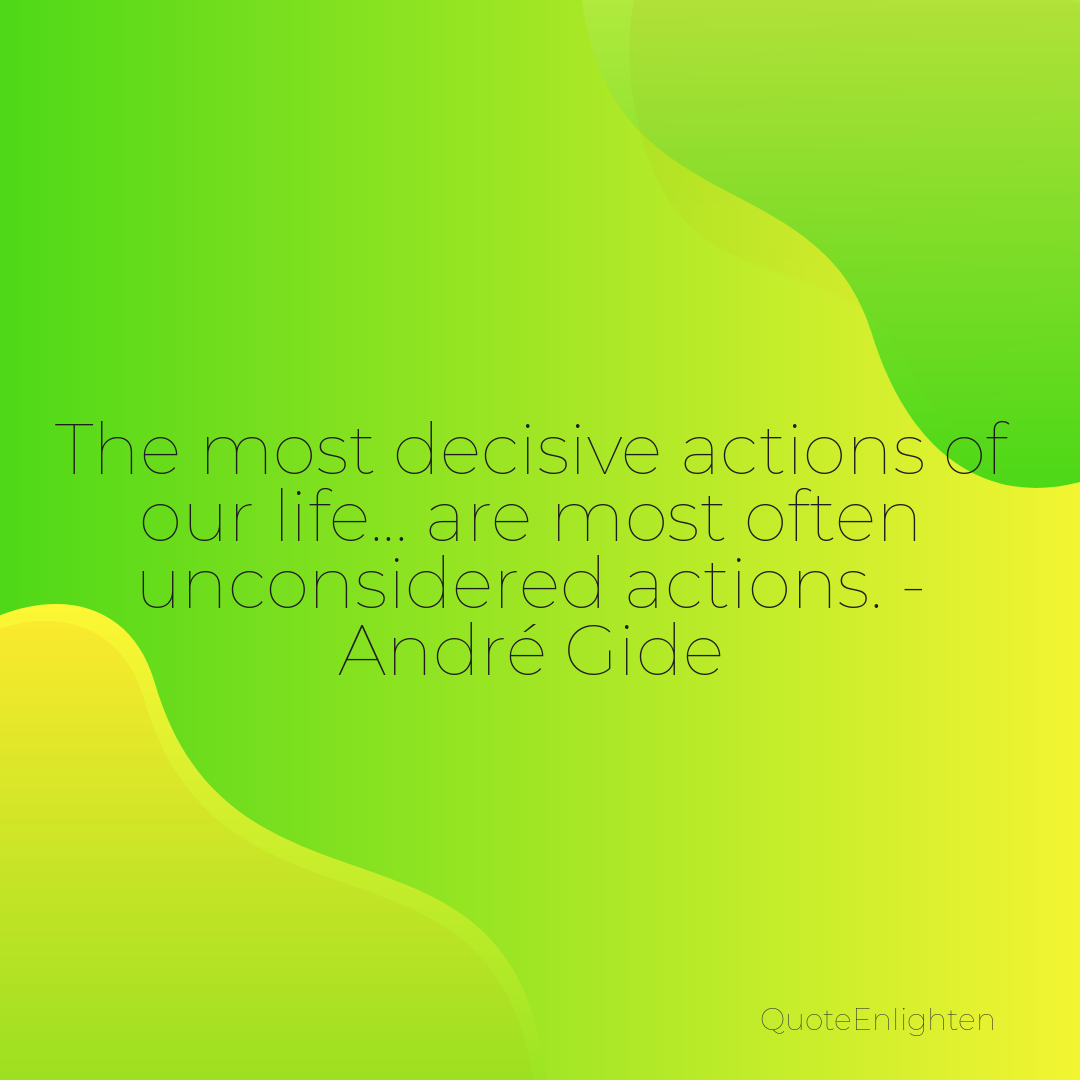 The most decisive actions of
our life... are most often
unconsidered actions. -
André Gide
QuoteEnlighten